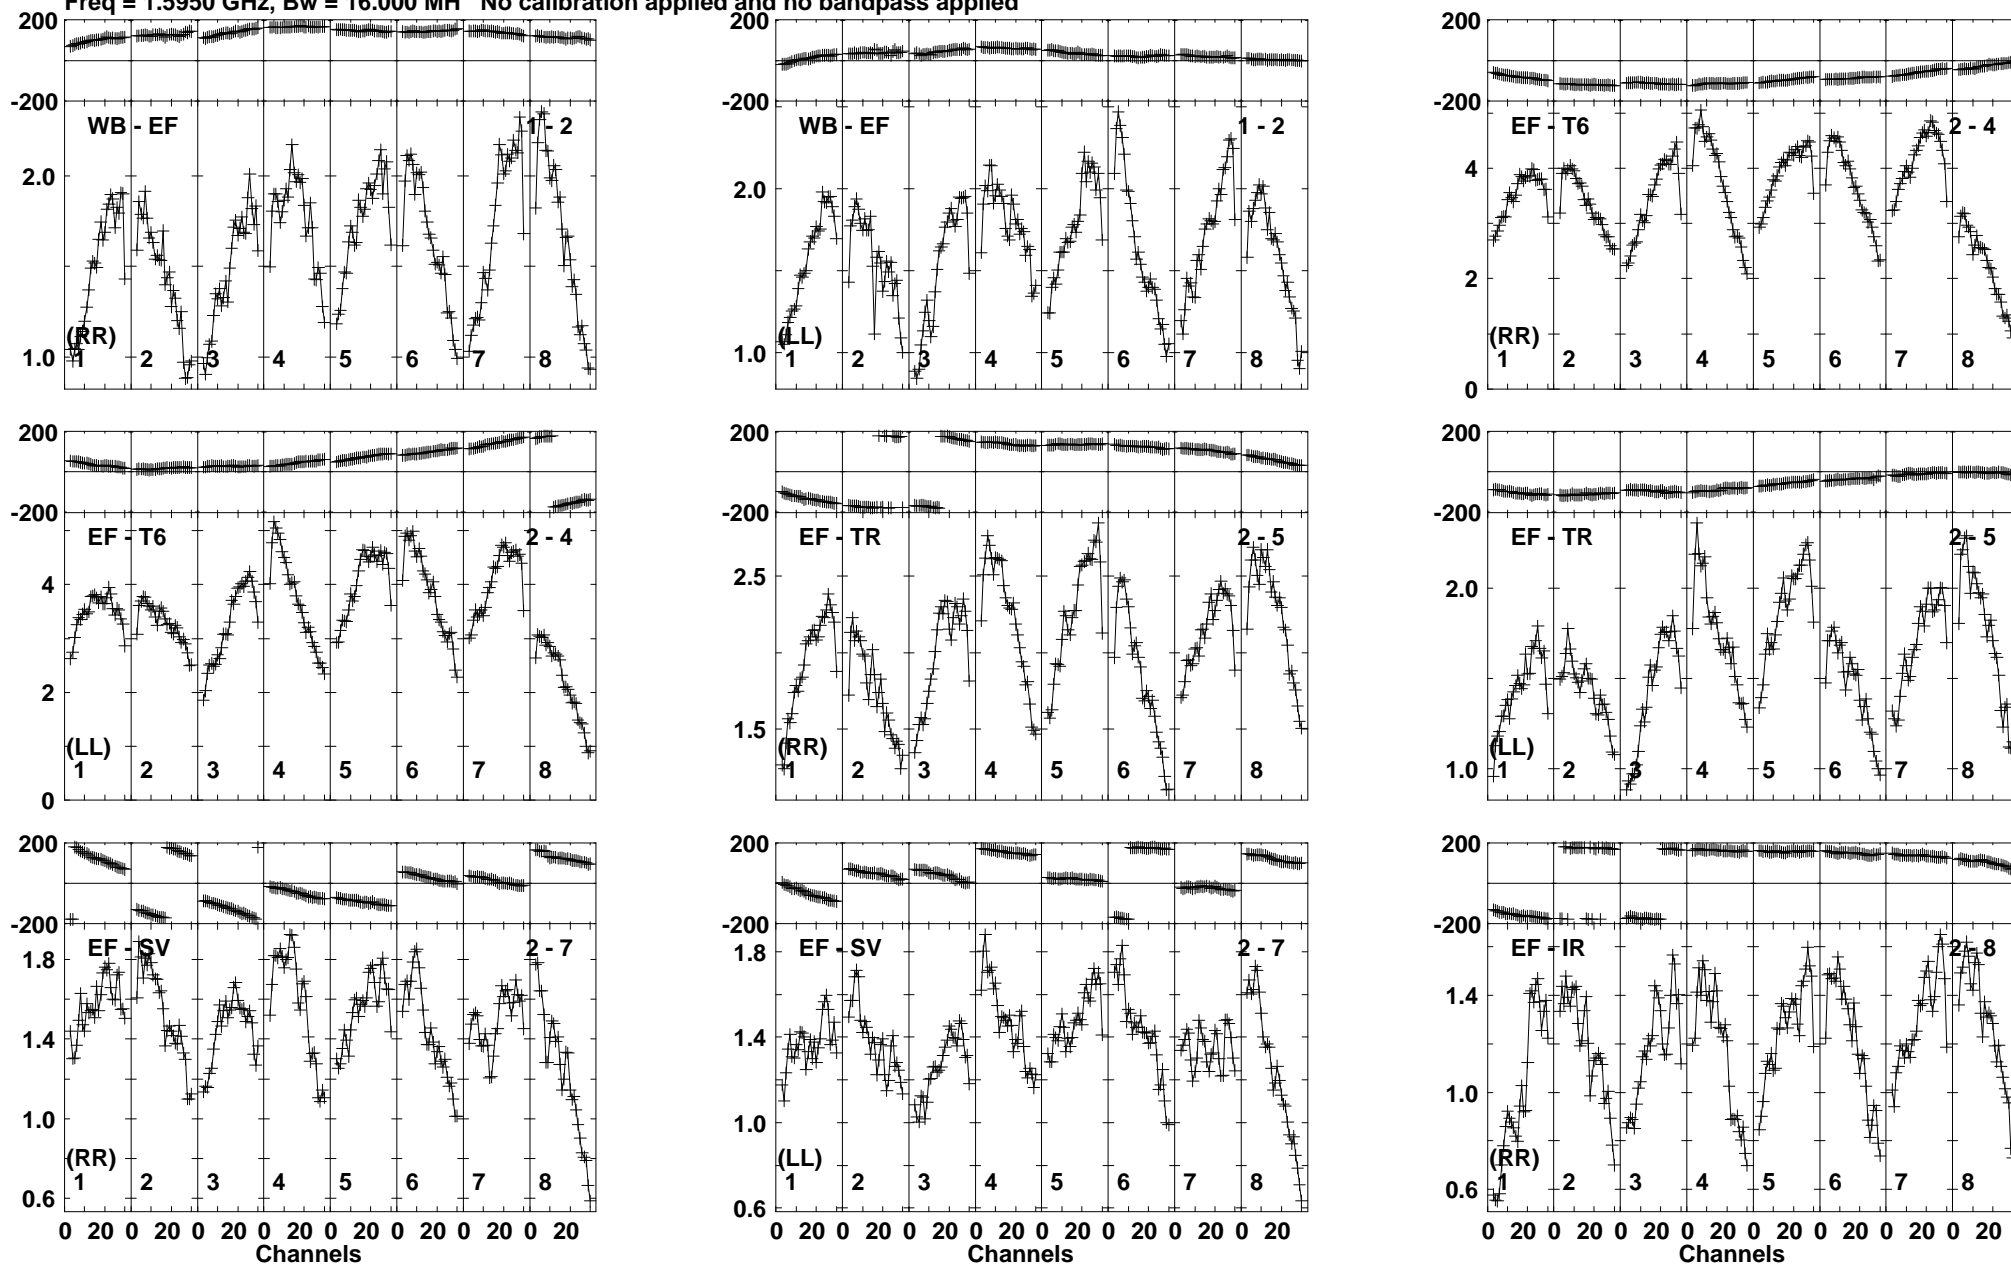 Freq = 1.5950 GHz, Bw = 16.000 MH No calibration applied and no bandpass applied
200 200 200
-200 -200 -200
WB - EF 1 - 2 WB - EF 1 - 2 EF - T6 2 - 4
2.0 2.0 4
2
(RR) (LL) (RR)
1.0 1.0
1 2 3 4 5 6 7 8 1 2 3 4 5 6 7 8 1 2 3 4 5 6 7 8
0
200 200 200
-200 -200 -200
EF - T6 2 - 4 EF - TR 2 - 5 EF - TR 2 - 5
4 2.5 2.0
2 1.5
(LL) (RR) (LL)
1.0
1 2 3 4 5 6 7 8 1 2 3 4 5 6 7 8 1 2 3 4 5 6 7 8
0
200 200 200
-200 -200 -200
EF - SV 2 - 7 EF - SV 2 - 7 EF - IR 2 - 8
1.8 1.8
1.4 1.4 1.4
1.0 1.0 1.0
(RR) (LL) (RR)
1 2 3 4 5 6 7 8 1 2 3 4 5 6 7 8 1 2 3 4 5 6 7 8
0.6 0.6 0.6
0 20 0 20 0 20 0 20 0 20 0 20 0 20 0 20 0 20 0 20 0 20 0 20 0 20 0 20 0 20 0 20 0 20 0 20 0 20 0 20 0 20 0 20 0 20 0 20
Channels Channels